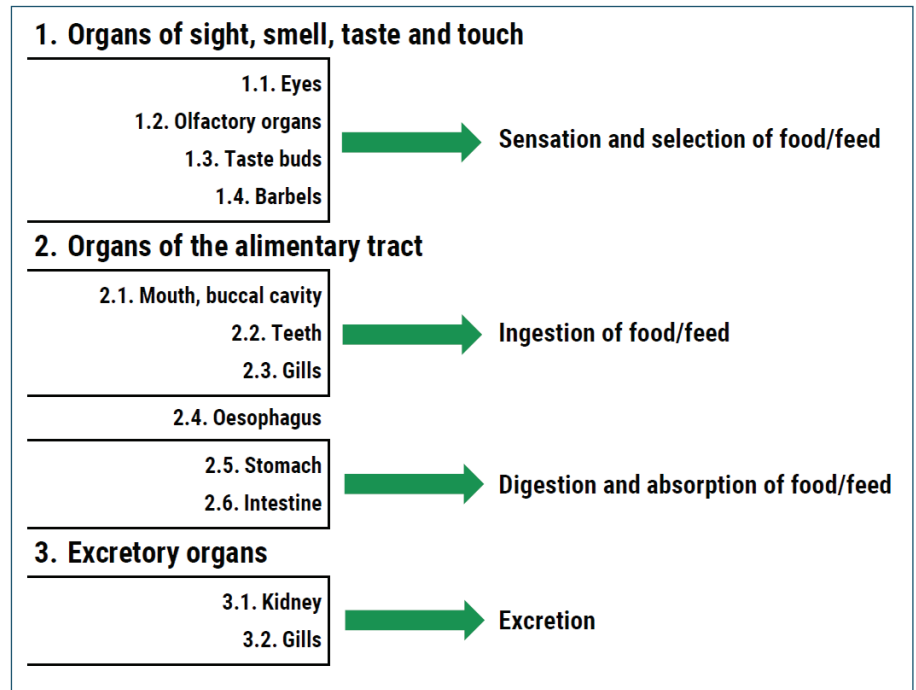 1. Organs of sight, smell, taste and touch
1.1. Eyes
1.2. Olfactory organs
1.3. Taste buds
1.4. Barbels
Sensation and selection of food/feed
2. Organs of the alimentary tract
2.1. Mouth, buccal cavity
2.2. Teeth
2.3. Gills
Ingestion of food/feed
2.4. Oesophagus
2.5. Stomach
2.6. Intestine
Digestion and absorption of food/feed
3. Excretory organs
3.1. Kidney
3.2. Gills
Excretion